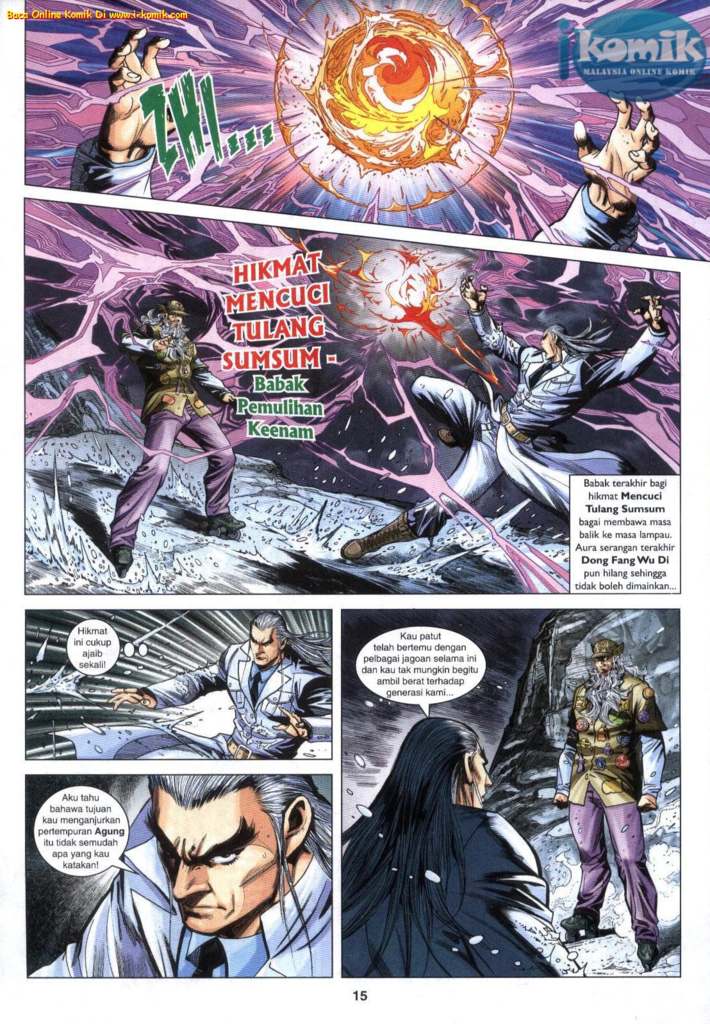 Baca Online Komik Di www.i-komik.com
ikomik
MALAYSIA ONLINE KOMIK
ZHI...
HIKMAT
MENCUCI
TULANG
SUMSUM -
Babak
Pemulihan
Keenam
Babak terakhir bagi
hikmat Mencuci
Tulang Sumsum
bagai membawa masa
balik ke masa lampau.
Aura serangan terakhir
Dong Fang Wu Di
pun hilang sehingga
tidak boleh dimainkan...
Hikmat
ini cukup
ajaib
sekali!
Kau patut
telah bertemu dengan
pelbagai jagoan selama ini
dan kau tak mungkin begitu
ambil berat terhadap
generasi kami...
Aku tahu
bahawa tujuan
kau menganjurkan
pertempuran Agung
itu tidak semudah
apa yang kau
katakan!
15